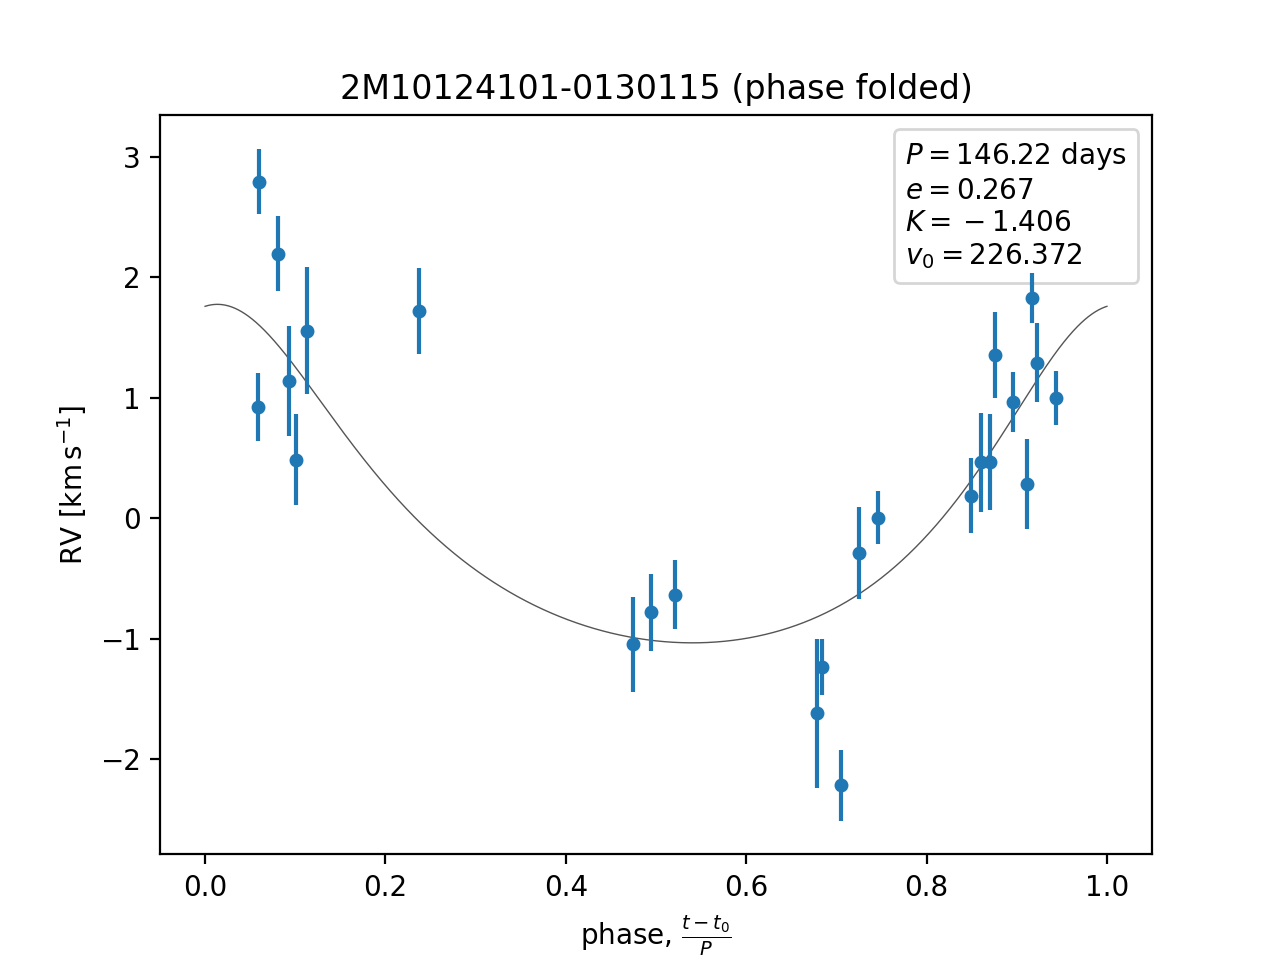 2M10124101-0130115 (phase folded)
P = 146.22 days
e = 0.267
K = −1.406
v₀ = 226.372
3
2
1
0
−1
−2
RV [km s⁻¹]
0.0 0.2 0.4 0.6 0.8 1.0
phase, (t − t₀)/P